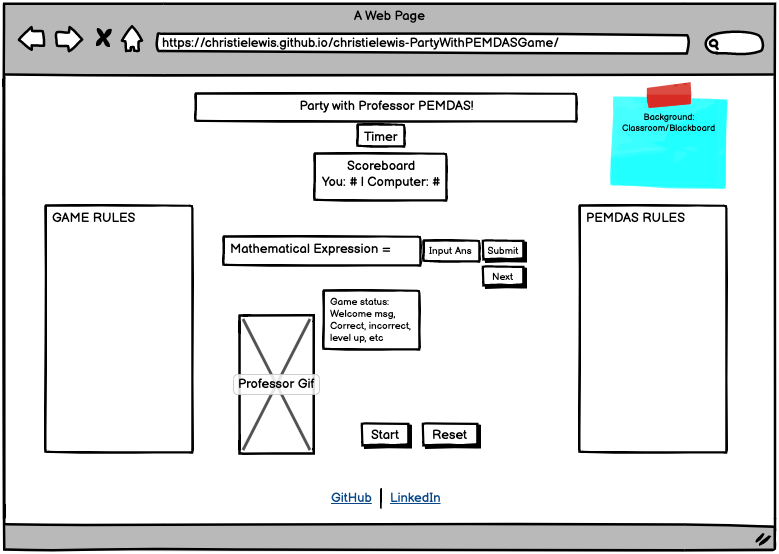 A Web Page
https://christielewis.github.io/christielewis-PartyWithPEMDASGame/
Party with Professor PEMDAS!
Background:
Classroom/Blackboard
Timer
Scoreboard
You: # | Computer: #
GAME RULES
PEMDAS RULES
Mathematical Expression =
Input Ans
Submit
Next
Game status:
Welcome msg,
Correct, incorrect,
level up, etc
Professor Gif
Start
Reset
GitHub
LinkedIn